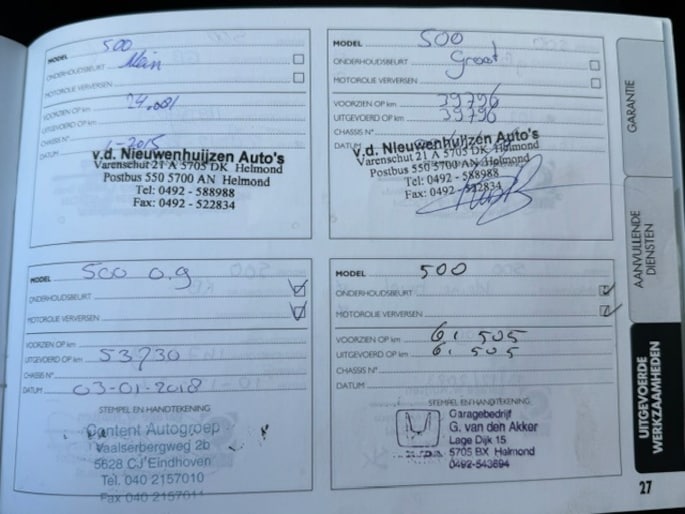 MODEL 500
ONDERHOUDSBEURT Klein
MOTOROLIE VERVERSEN
VOORZIEN OP km 24.081
UITGEVOERD OP km
CHASSIS N°
DATUM -2015
v.d. Nieuwenhuijzen Auto's
Varenschut 21 A 5705 DK Helmond
Postbus 550 5700 AN Helmond
Tel: 0492 - 588988
Fax: 0492 - 522834
MODEL 500
ONDERHOUDSBEURT Groot
MOTOROLIE VERVERSEN
VOORZIEN OP km 39796
UITGEVOERD OP km 39796
CHASSIS N°
DATUM
v.d. Nieuwenhuijzen Auto's
Varenschut 21 A 5705 DK Helmond
Postbus 550 5700 AN Helmond
Tel: 0492 - 588988
Fax: 0492 - 522834
MODEL 500 0.9
ONDERHOUDSBEURT
MOTOROLIE VERVERSEN
VOORZIEN OP km
UITGEVOERD OP km 53730
CHASSIS N°
DATUM 03-01-2018
STEMPEL EN HANDTEKENING
Content Autogroep
Vaalserbergweg 2b
5628 CJ Eindhoven
Tel. 040 2157010
Fax 040 2157011
MODEL 500
ONDERHOUDSBEURT
MOTOROLIE VERVERSEN
VOORZIEN OP km 61.505
UITGEVOERD OP km 61.505
CHASSIS N°
DATUM
STEMPEL EN HANDTEKENING
Garagebedrijf
G. van den Akker
Lage Dijk 15
5705 BX Helmond
0492-543694
GARANTIE
AANVULLENDE
DIENSTEN
UITGEVOERDE
WERKZAAMHEDEN
27